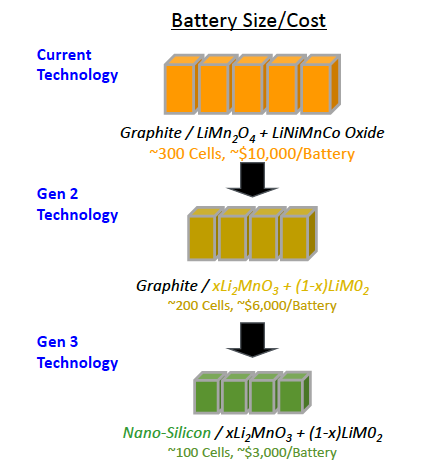 Battery Size/Cost
Current
Technology
Graphite / LiMn₂O₄ + LiNiMnCo Oxide
~300 Cells, ~$10,000/Battery
Gen 2
Technology
Graphite / xLi₂MnO₃ + (1-x)LiM0₂
~200 Cells, ~$6,000/Battery
Gen 3
Technology
Nano-Silicon / xLi₂MnO₃ + (1-x)LiM0₂
~100 Cells, ~$3,000/Battery